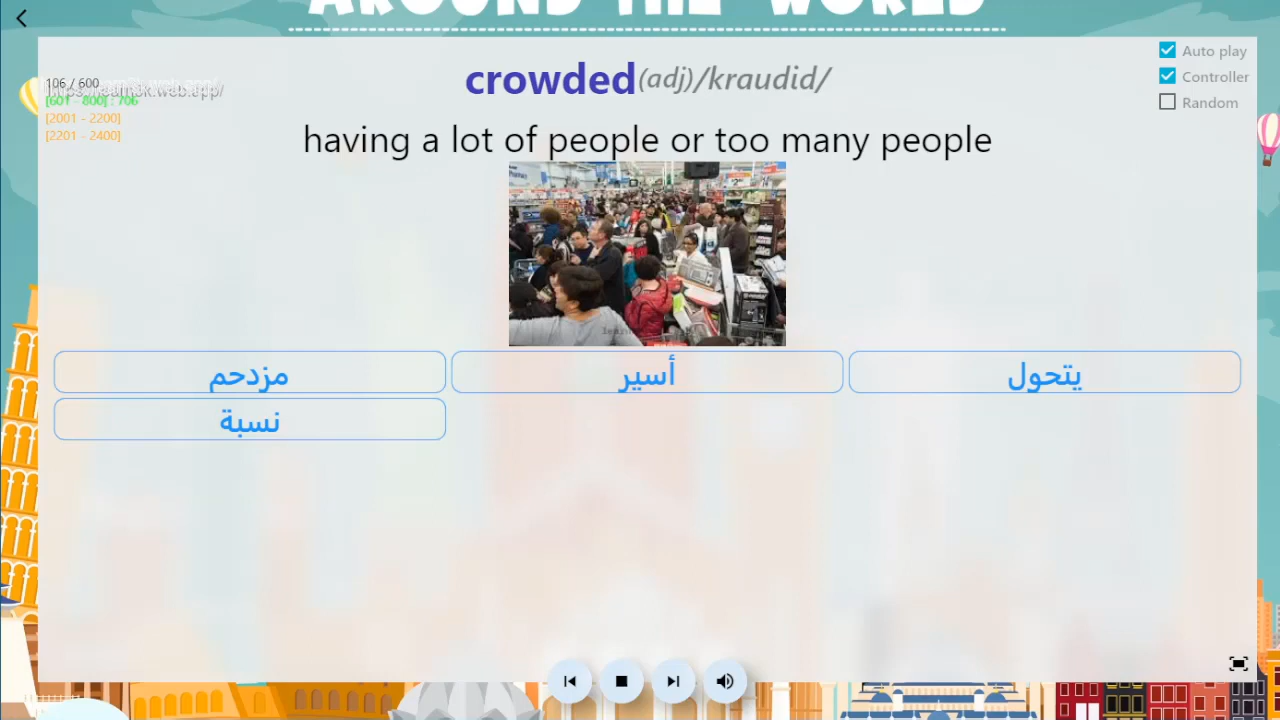 AROUND THE WORLD
Auto play
106 / 600
crowded(adj)/kraudid/
Controller
[601 - 800] : 706
Random
[2001 - 2200]
[2201 - 2400]
having a lot of people or too many people
مزدحم
أسير
يتحول
نسبة